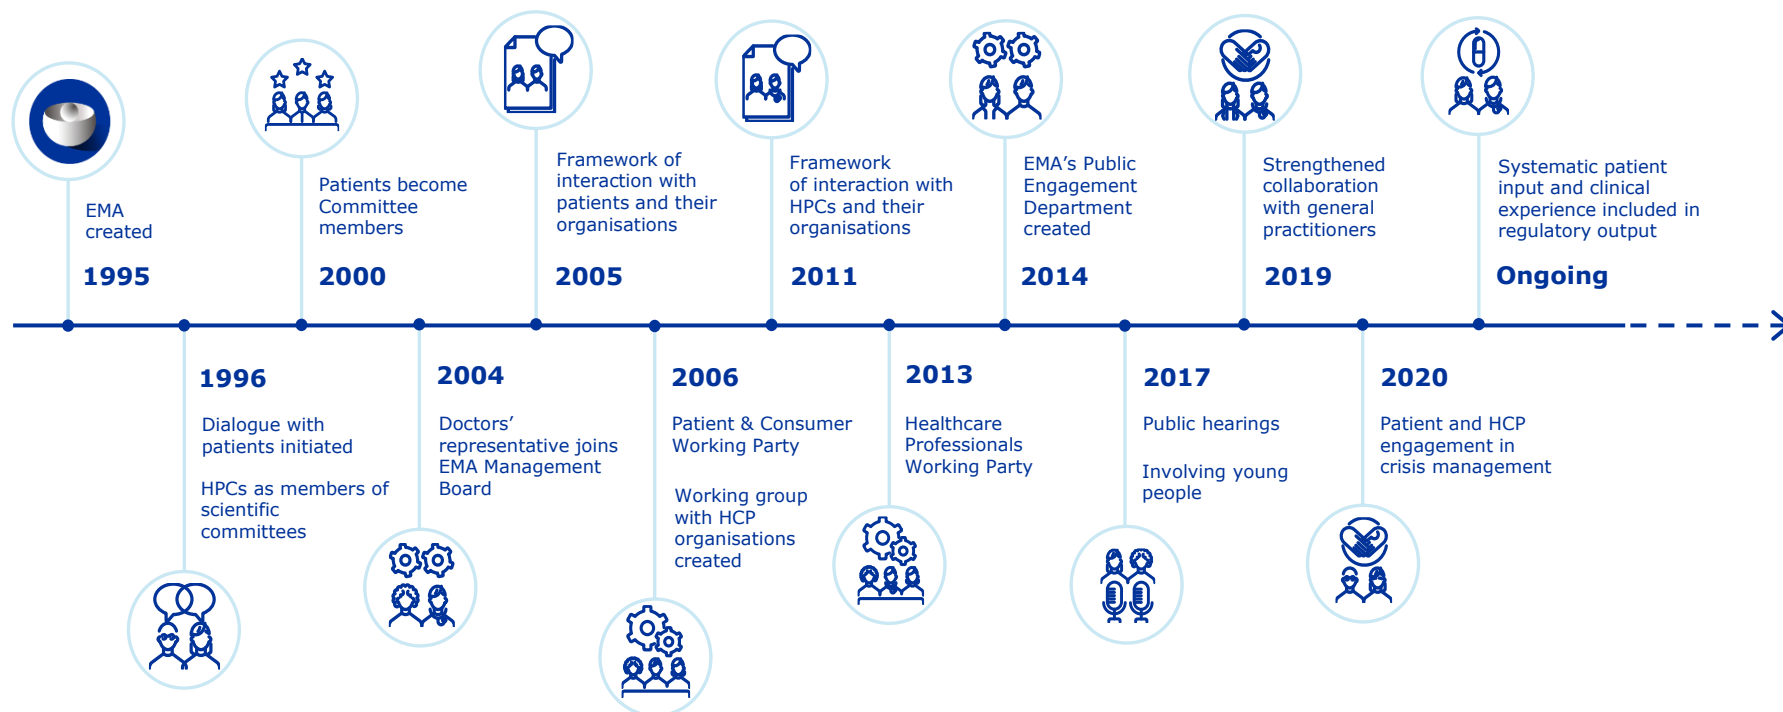 EMA
created
1995
1996
Dialogue with
patients initiated
HPCs as members of
scientific
committees
Patients become
Committee
members
2000
2004
Doctors’
representative joins
EMA Management
Board
Framework of
interaction with
patients and their
organisations
2005
2006
Patient & Consumer
Working Party
Working group
with HCP
organisations
created
Framework
of interaction with
HPCs and their
organisations
2011
2013
Healthcare
Professionals
Working Party
EMA’s Public
Engagement
Department
created
2014
2017
Public hearings
Involving young
people
Strengthened
collaboration
with general
practitioners
2019
2020
Patient and HCP
engagement in
crisis management
Systematic patient
input and clinical
experience included in
regulatory output
Ongoing